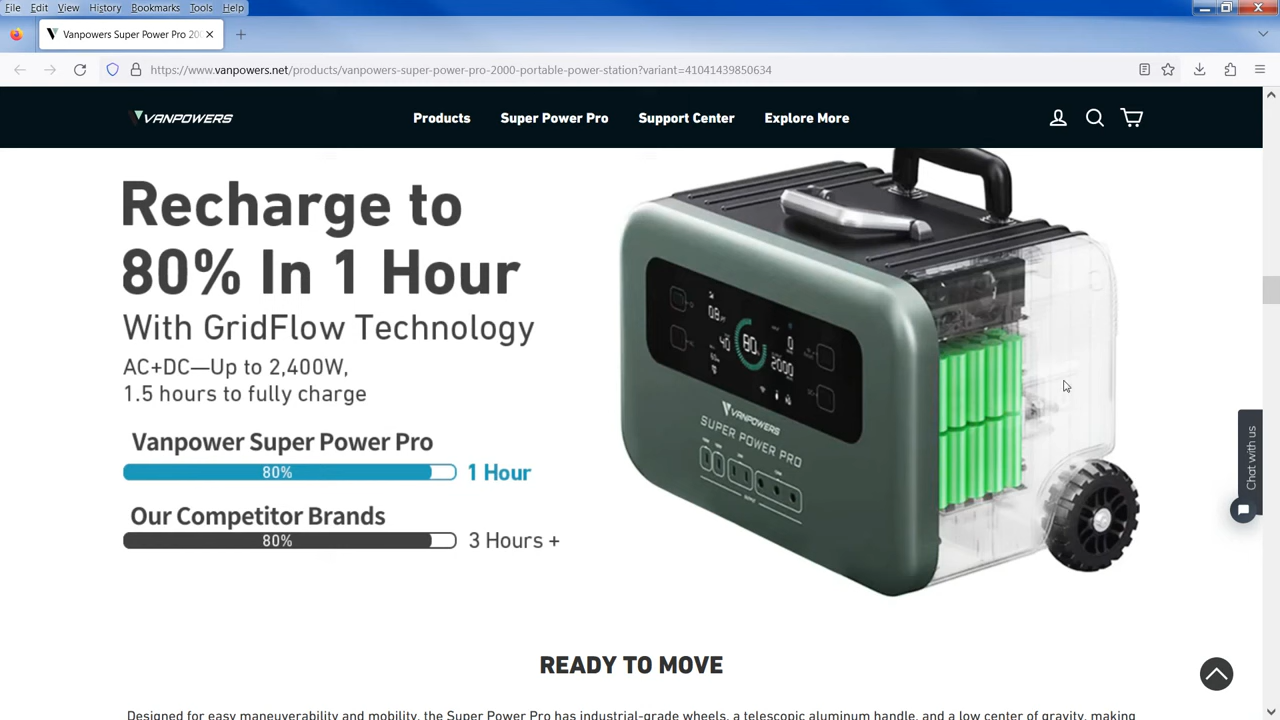 File Edit View History Bookmarks Tools Help
Vanpowers Super Power Pro 200
https://www.vanpowers.net/products/vanpowers-super-power-pro-2000-portable-power-station?variant=41041439850634
VANPOWERS
Products Super Power Pro Support Center Explore More
Recharge to
80% In 1 Hour
With GridFlow Technology
AC+DC—Up to 2,400W,
1.5 hours to fully charge
Vanpower Super Power Pro
80% 1 Hour
Our Competitor Brands
80% 3 Hours +
80
0
2000
VANPOWERS
SUPER POWER PRO
Chat with us
READY TO MOVE
Designed for easy maneuverability and mobility, the Super Power Pro has industrial-grade wheels, a telescopic aluminum handle, and a low center of gravity, making